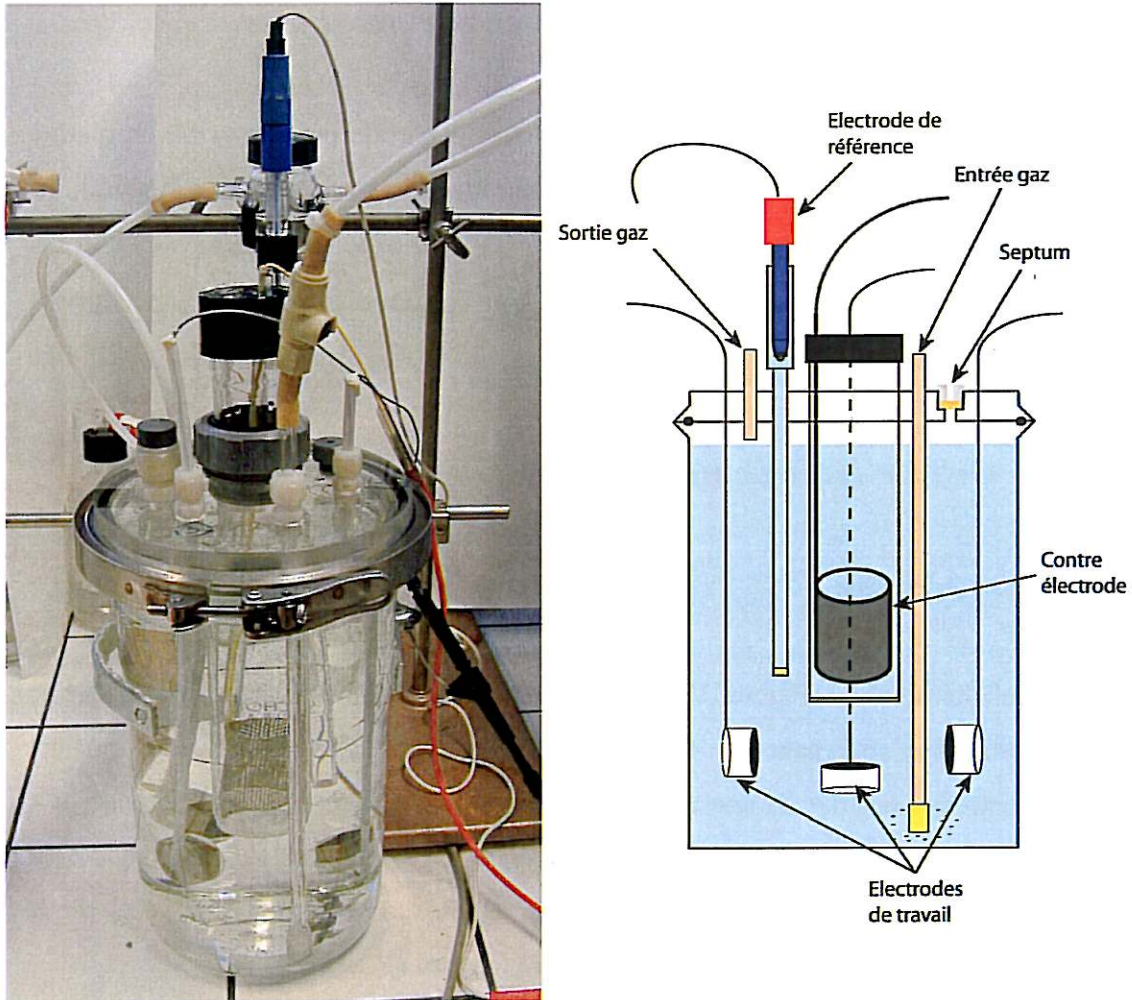 Electrode de
référence
Entrée gaz
Sortie gaz
Septum
Contre
électrode
Electrodes
de travail